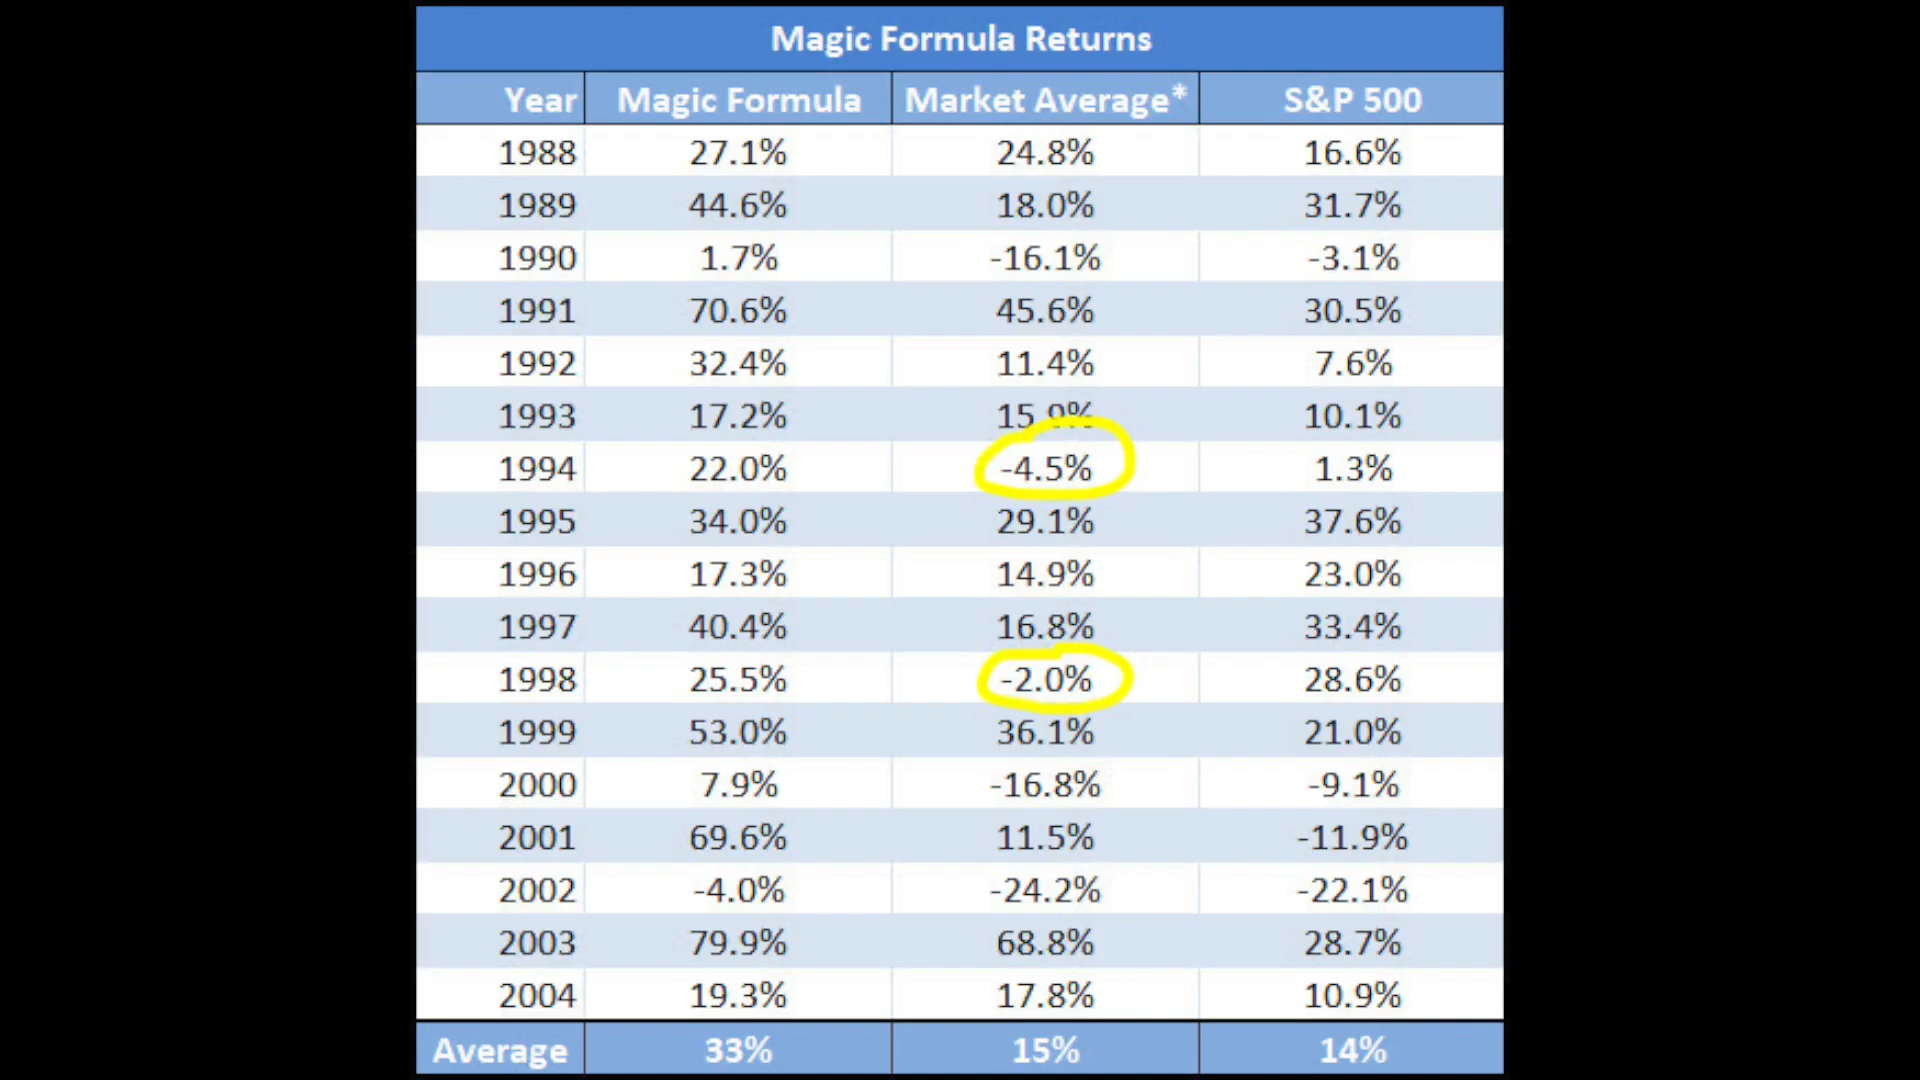 Magic Formula Returns
Year Magic Formula Market Average* S&P 500
1988 27.1% 24.8% 16.6%
1989 44.6% 18.0% 31.7%
1990 1.7% -16.1% -3.1%
1991 70.6% 45.6% 30.5%
1992 32.4% 11.4% 7.6%
1993 17.2% 15.9% 10.1%
1994 22.0% -4.5% 1.3%
1995 34.0% 29.1% 37.6%
1996 17.3% 14.9% 23.0%
1997 40.4% 16.8% 33.4%
1998 25.5% -2.0% 28.6%
1999 53.0% 36.1% 21.0%
2000 7.9% -16.8% -9.1%
2001 69.6% 11.5% -11.9%
2002 -4.0% -24.2% -22.1%
2003 79.9% 68.8% 28.7%
2004 19.3% 17.8% 10.9%
Average 33% 15% 14%